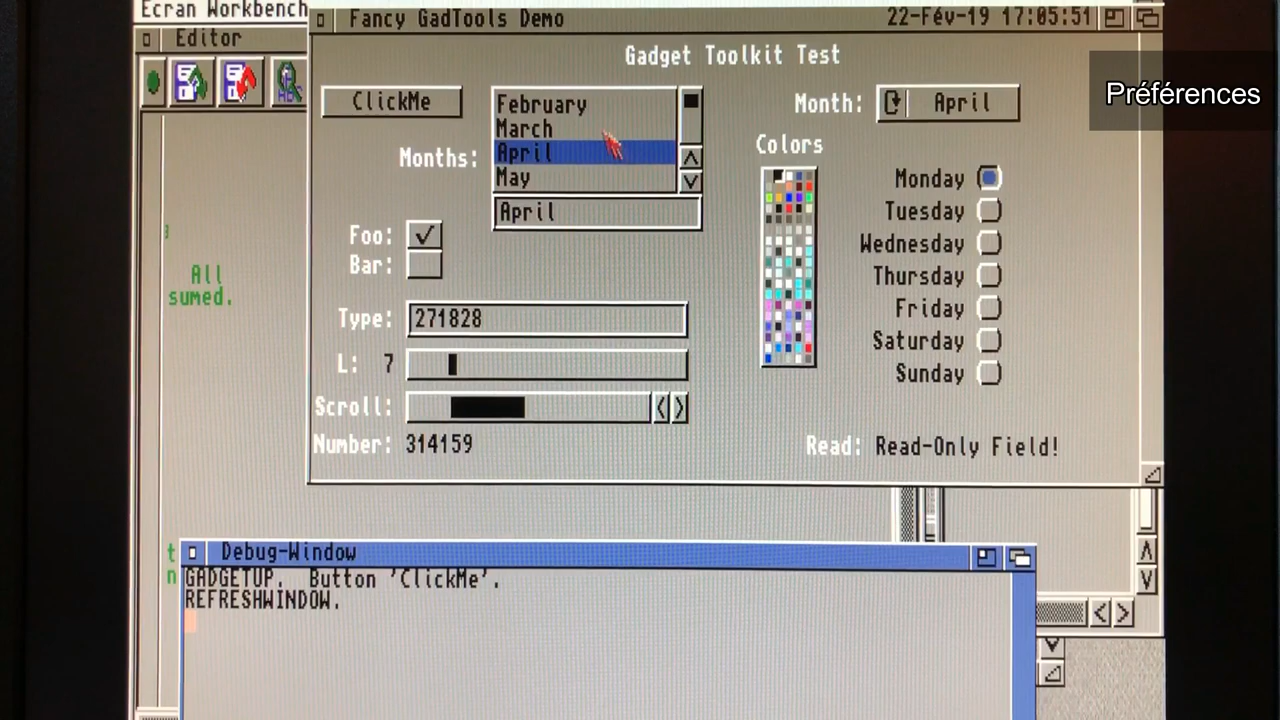 Ecran Workbench
Editor
Fancy GadTools Demo
22-Fév-19 17:05:51
Préférences
Gadget Toolkit Test
ClickMe
Months:
February
March
April
May
April
Month:
April
Colors
Monday
Tuesday
Wednesday
Thursday
Friday
Saturday
Sunday
Foo:
Bar:
Type:
271828
L: 7
Scroll:
Number: 314159
Read: Read-Only Field!
All
sumed.
t
n
Debug-Window
GADGETUP. Button 'ClickMe'.
REFRESHWINDOW.